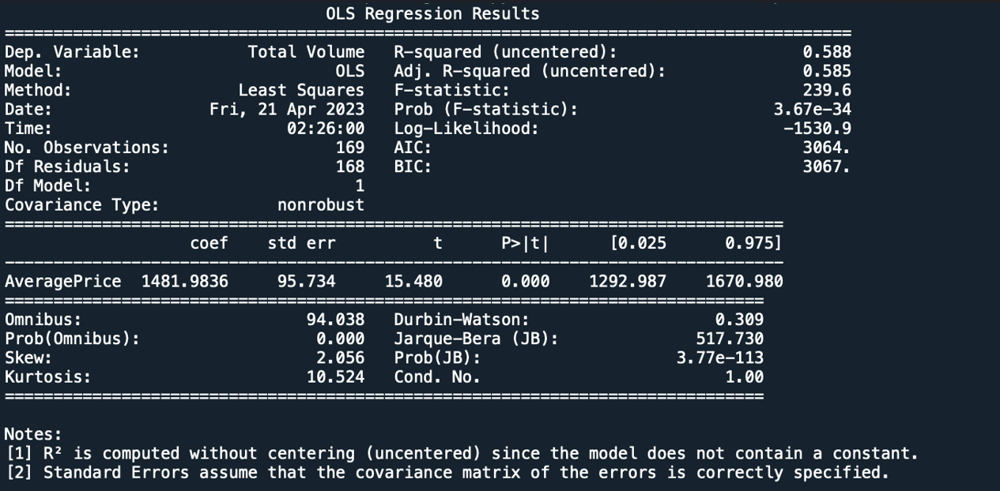 OLS Regression Results
==============================================================================
Dep. Variable: Total Volume R-squared (uncentered): 0.588
Model: OLS Adj. R-squared (uncentered): 0.585
Method: Least Squares F-statistic: 239.6
Date: Fri, 21 Apr 2023 Prob (F-statistic): 3.67e-34
Time: 02:26:00 Log-Likelihood: -1530.9
No. Observations: 169 AIC: 3064.
Df Residuals: 168 BIC: 3067.
Df Model: 1
Covariance Type: nonrobust
==============================================================================
coef std err t P>|t| [0.025 0.975]
------------------------------------------------------------------------------
AveragePrice 1481.9836 95.734 15.480 0.000 1292.987 1670.980
==============================================================================
Omnibus: 94.038 Durbin-Watson: 0.309
Prob(Omnibus): 0.000 Jarque-Bera (JB): 517.730
Skew: 2.056 Prob(JB): 3.77e-113
Kurtosis: 10.524 Cond. No. 1.00
==============================================================================
Notes:
[1] R² is computed without centering (uncentered) since the model does not contain a constant.
[2] Standard Errors assume that the covariance matrix of the errors is correctly specified.